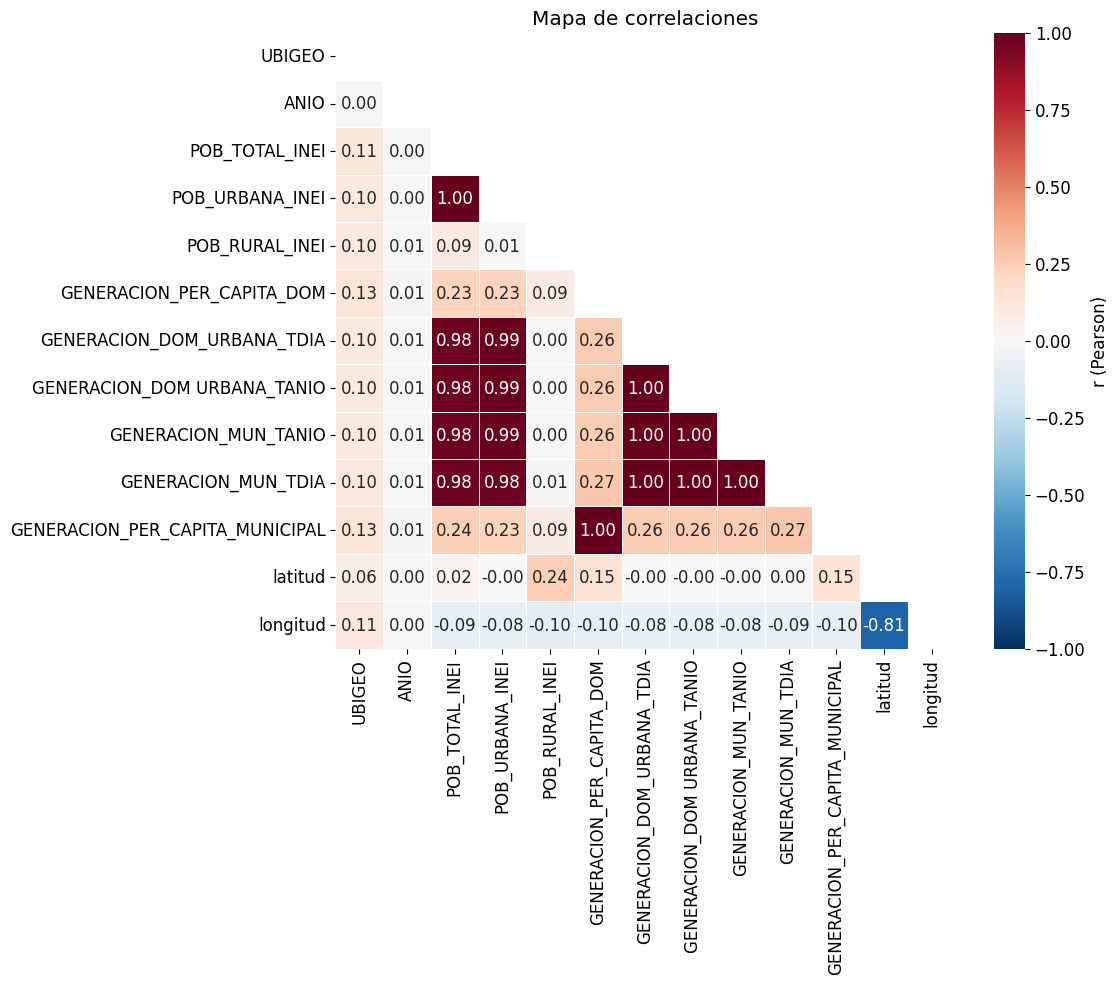 Mapa de correlaciones
UBIGEO
ANIO 0.00
POB_TOTAL_INEI 0.11 0.00
POB_URBANA_INEI 0.10 0.00 1.00
POB_RURAL_INEI 0.10 0.01 0.09 0.01
GENERACION_PER_CAPITA_DOM 0.13 0.01 0.23 0.23 0.09
GENERACION_DOM_URBANA_TDIA 0.10 0.01 0.98 0.99 0.00 0.26
GENERACION_DOM URBANA_TANIO 0.10 0.01 0.98 0.99 0.00 0.26 1.00
GENERACION_MUN_TANIO 0.10 0.01 0.98 0.99 0.00 0.26 1.00 1.00
GENERACION_MUN_TDIA 0.10 0.01 0.98 0.98 0.01 0.27 1.00 1.00 1.00
GENERACION_PER_CAPITA_MUNICIPAL 0.13 0.01 0.24 0.23 0.09 1.00 0.26 0.26 0.26 0.27
latitud 0.06 0.00 0.02 -0.00 0.24 0.15 -0.00 -0.00 -0.00 0.00 0.15
longitud 0.11 0.00 -0.09 -0.08 -0.10 -0.10 -0.08 -0.08 -0.08 -0.09 -0.10 -0.81
UBIGEO
ANIO
POB_TOTAL_INEI
POB_URBANA_INEI
POB_RURAL_INEI
GENERACION_PER_CAPITA_DOM
GENERACION_DOM_URBANA_TDIA
GENERACION_DOM URBANA_TANIO
GENERACION_MUN_TANIO
GENERACION_MUN_TDIA
GENERACION_PER_CAPITA_MUNICIPAL
latitud
longitud
1.00
0.75
0.50
0.25
0.00
−0.25
−0.50
−0.75
−1.00
r (Pearson)